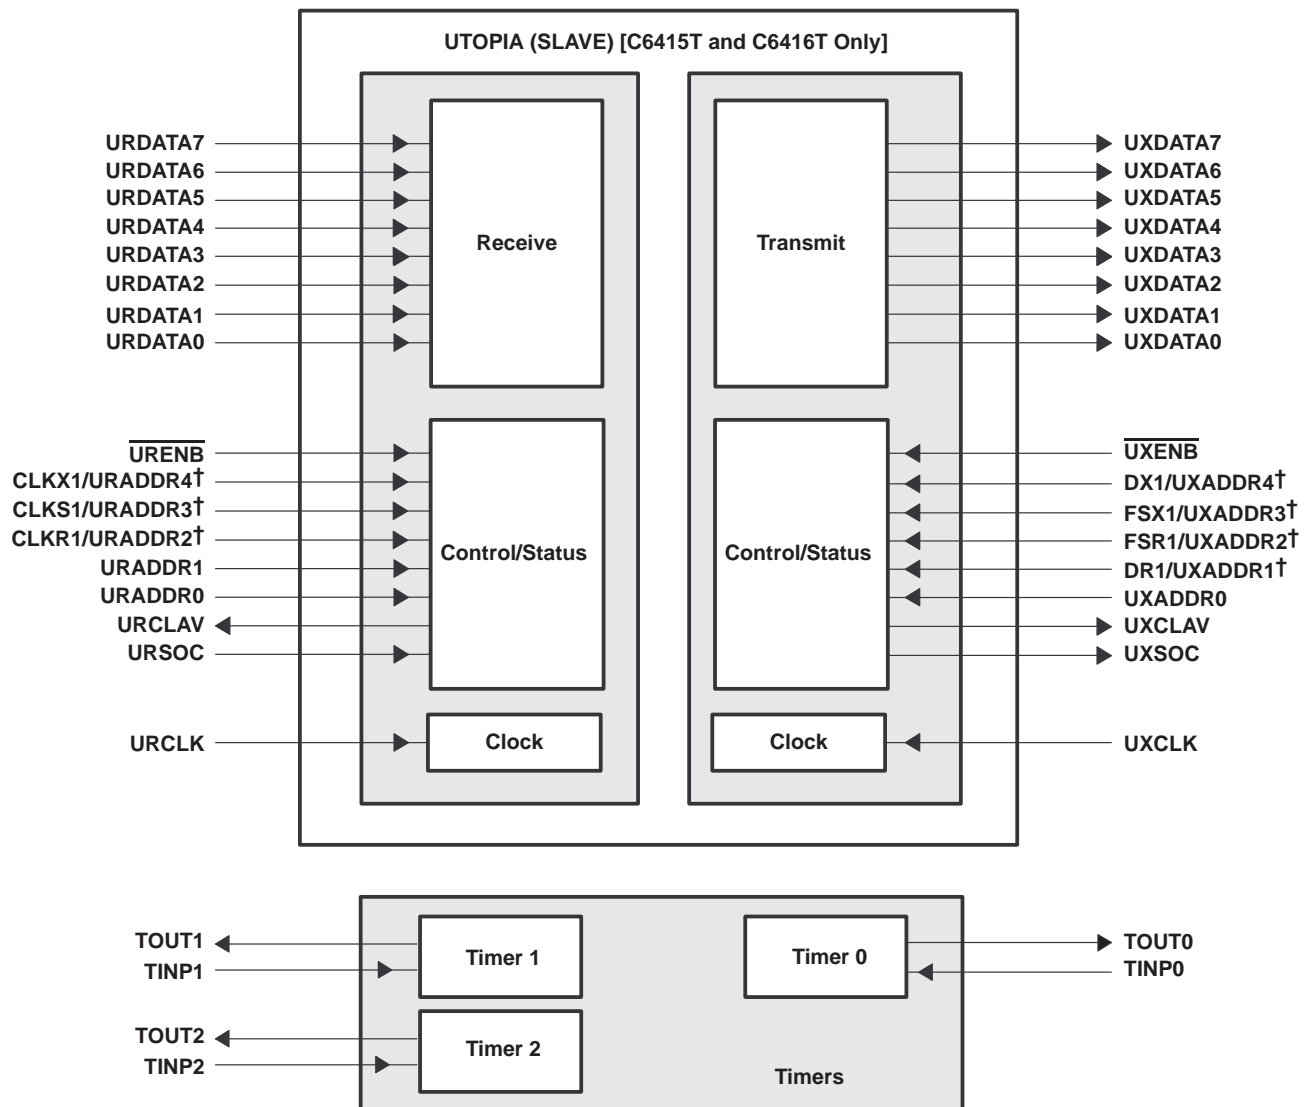 UTOPIA (SLAVE) [C6415T and C6416T Only]
URDATA7
URDATA6
URDATA5
URDATA4
URDATA3
URDATA2
URDATA1
URDATA0
Receive
Transmit
UXDATA7
UXDATA6
UXDATA5
UXDATA4
UXDATA3
UXDATA2
UXDATA1
UXDATA0
URENB
CLKX1/URADDR4†
CLKS1/URADDR3†
CLKR1/URADDR2†
URADDR1
URADDR0
URCLAV
URSOC
Control/Status
Control/Status
UXENB
DX1/UXADDR4†
FSX1/UXADDR3†
FSR1/UXADDR2†
DR1/UXADDR1†
UXADDR0
UXCLAV
UXSOC
URCLK
Clock
Clock
UXCLK
TOUT1
TINP1
Timer 1
Timer 0
TOUT0
TINP0
TOUT2
TINP2
Timer 2
Timers